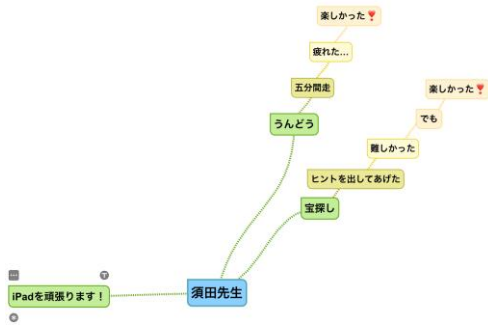 楽しかった❣️
疲れた…
五分間走
うんどう
楽しかった❣️
でも
難しかった
ヒントを出してあげた
宝探し
須田先生
iPadを頑張ります！